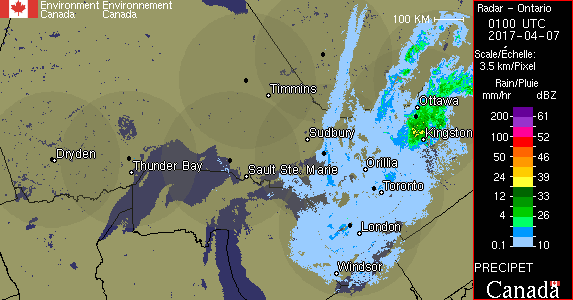 Environment Environnement
Canada Canada
100 KM
Timmins
Ottawa
Sudbury
Kingston
Dryden
Thunder Bay
Sault Ste. Marie
Orillia
Toronto
London
Windsor
Radar - Ontario
0100 UTC
2017-04-07
Scale/Échelle:
3.5 km/Pixel
Rain/Pluie
mm/hr dBZ
200 61
100 52
50 46
24 39
12 33
4 26
0.1 10
PRECIPET
Canada